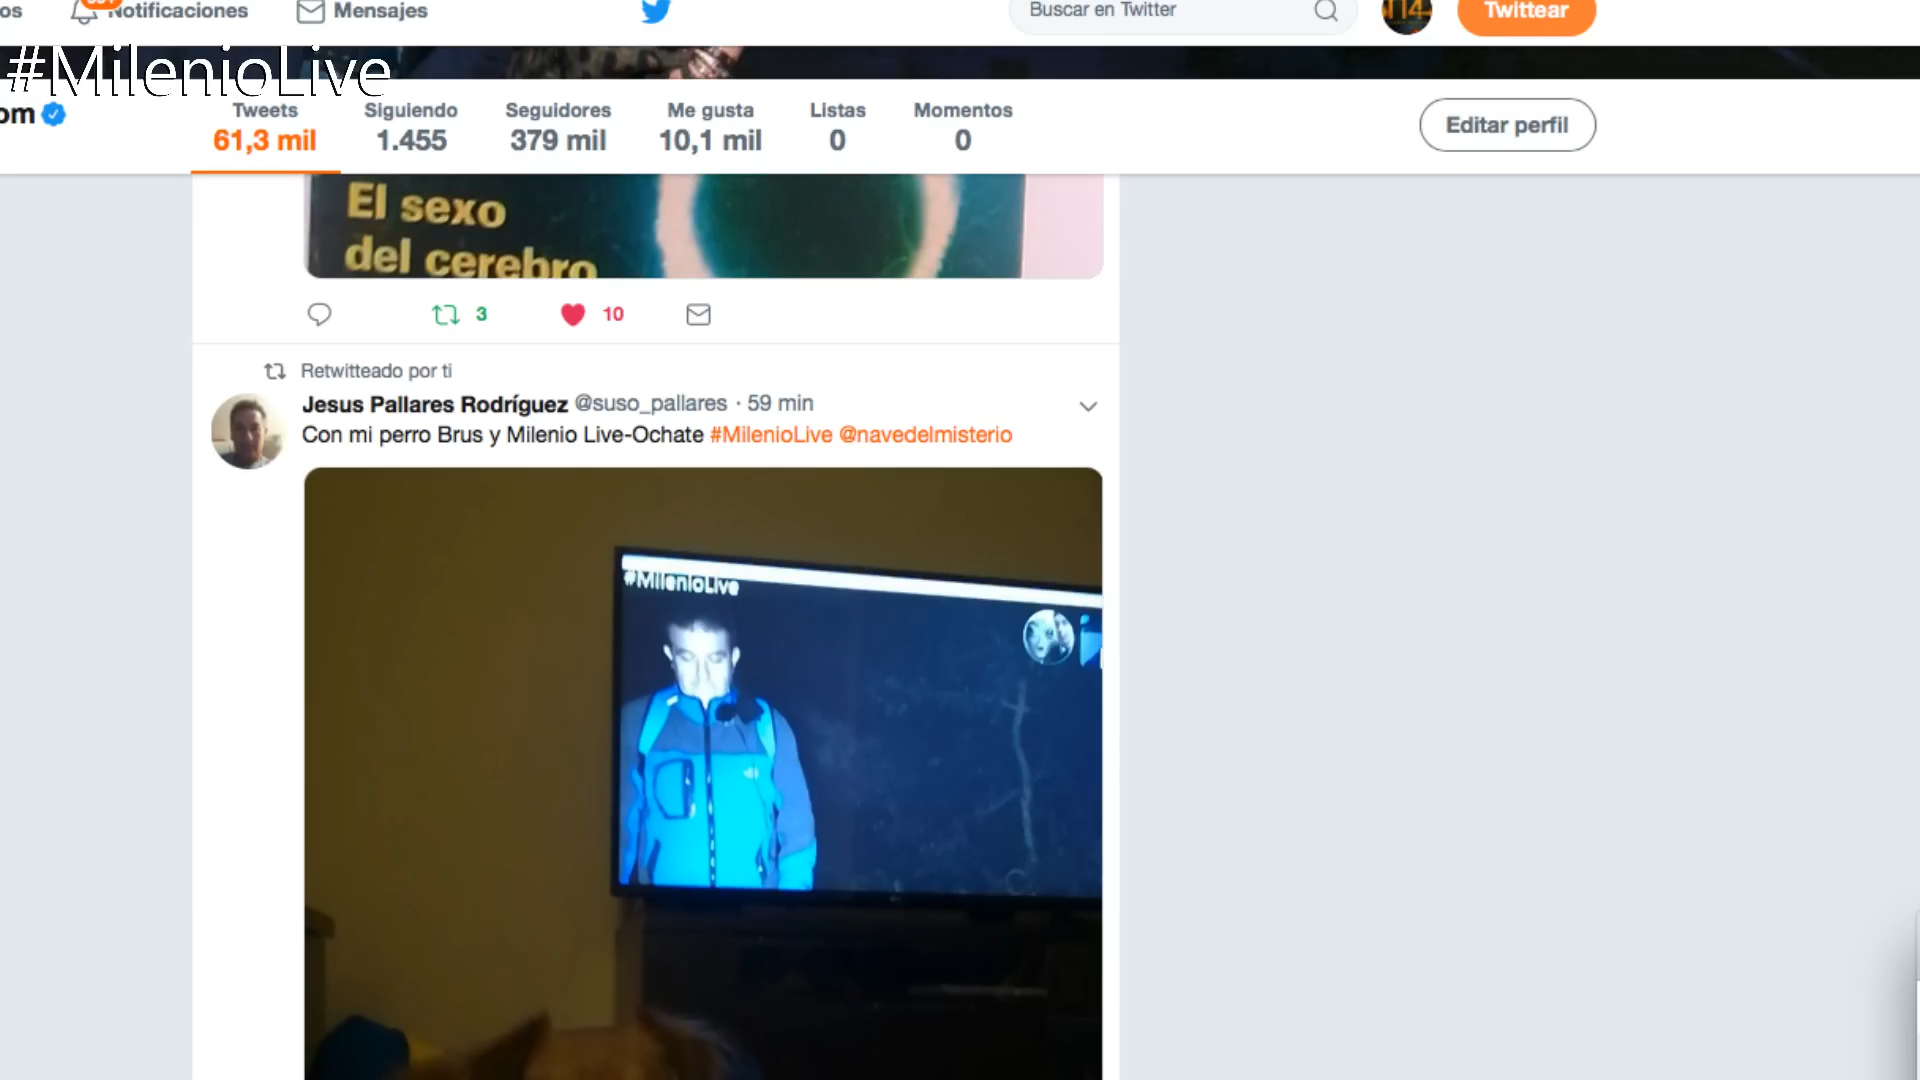 os
Notificaciones
Mensajes
Buscar en Twitter
Twittear
#MilenioLive
om
Tweets
61,3 mil
Siguiendo
1.455
Seguidores
379 mil
Me gusta
10,1 mil
Listas
0
Momentos
0
Editar perfil
El sexo
del cerebro
3
10
Retwitteado por ti
Jesus Pallares Rodríguez @suso_pallares · 59 min
Con mi perro Brus y Milenio Live-Ochate #MilenioLive @navedelmisterio
#MilenioLive